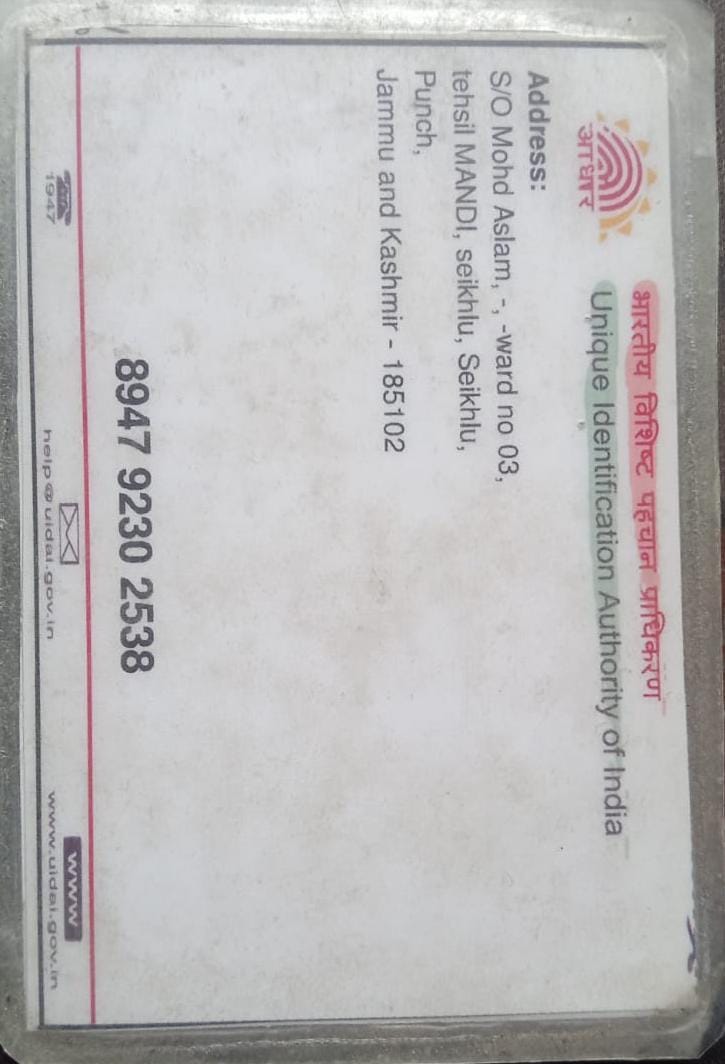 आधार
भारतीय विशिष्ट पहचान प्राधिकरण
Unique Identification Authority of India
Address:
S/O Mohd Aslam, -, -ward no 03,
tehsil MANDI, seikhlu, Seikhlu,
Punch,
Jammu and Kashmir - 185102
8947 9230 2538
1947
help@uidai.gov.in
www
www.uidai.gov.in